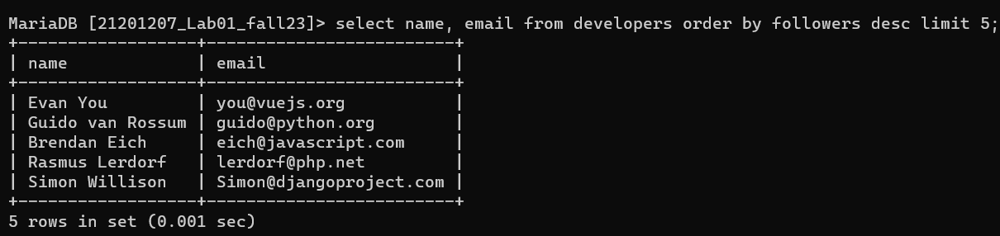 MariaDB [21201207_Lab01_fall23]> select name, email from developers order by followers desc limit 5;
+------------------+-------------------------+
| name             | email                   |
+------------------+-------------------------+
| Evan You         | you@vuejs.org           |
| Guido van Rossum | guido@python.org        |
| Brendan Eich     | eich@javascript.com     |
| Rasmus Lerdorf   | lerdorf@php.net         |
| Simon Willison   | Simon@djangoproject.com |
+------------------+-------------------------+
5 rows in set (0.001 sec)